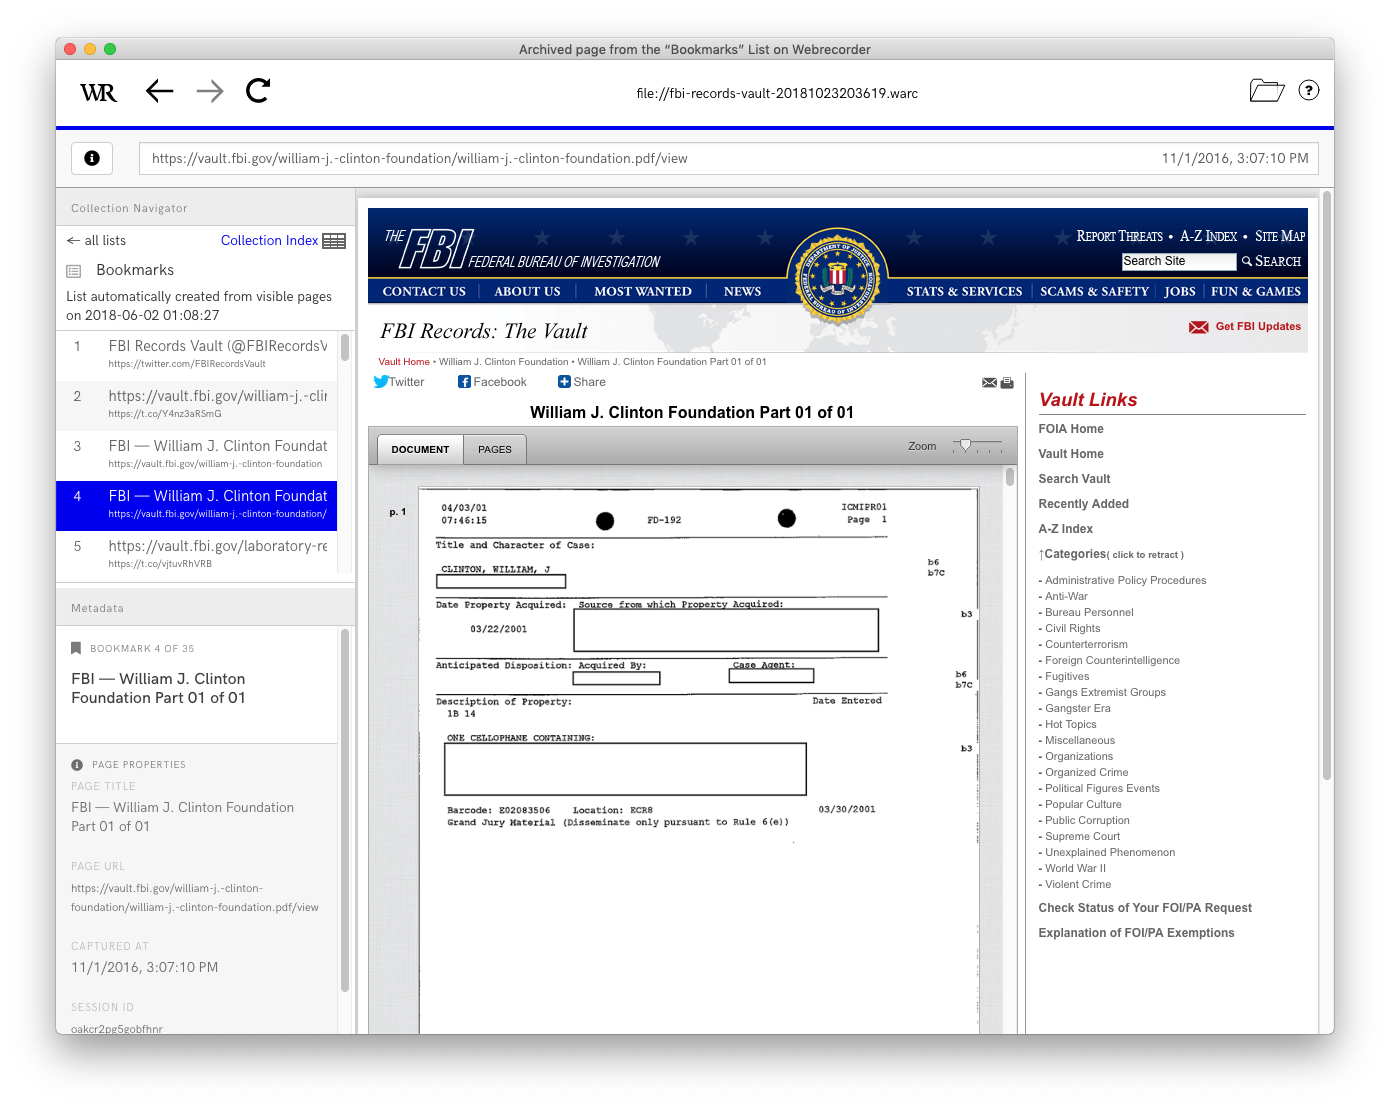 Archived page from the “Bookmarks” List on Webrecorder
WR
file://fbi-records-vault-20181023203619.warc
?
https://vault.fbi.gov/william-j.-clinton-foundation/william-j.-clinton-foundation.pdf/view
11/1/2016, 3:07:10 PM
Collection Navigator
← all lists
Collection Index
Bookmarks
List automatically created from visible pages
on 2018-06-02 01:08:27
1 FBI Records Vault (@FBIRecordsV
https://twitter.com/FBIRecordsVault
2 https://vault.fbi.gov/william-j.-clin
https://t.co/Y4nz3aRSmG
3 FBI — William J. Clinton Foundat
https://vault.fbi.gov/william-j.-clinton-foundation
4 FBI — William J. Clinton Foundat
https://vault.fbi.gov/william-j.-clinton-foundation/
5 https://vault.fbi.gov/laboratory-re
https://t.co/vjtuvRhVRB
Metadata
BOOKMARK 4 OF 35
FBI — William J. Clinton
Foundation Part 01 of 01
PAGE PROPERTIES
PAGE TITLE
FBI — William J. Clinton Foundation
Part 01 of 01
PAGE URL
https://vault.fbi.gov/william-j.-clinton-
foundation/william-j.-clinton-foundation.pdf/view
CAPTURED AT
11/1/2016, 3:07:10 PM
SESSION ID
oakcr2pg5gobfhnr
THE FBI FEDERAL BUREAU OF INVESTIGATION
REPORT THREATS • A-Z INDEX • SITE MAP
Search Site
SEARCH
DEPARTMENT OF JUSTICE
FEDERAL BUREAU OF INVESTIGATION
CONTACT US
ABOUT US
MOST WANTED
NEWS
STATS & SERVICES
SCAMS & SAFETY
JOBS
FUN & GAMES
FBI Records: The Vault
Get FBI Updates
Vault Home • William J. Clinton Foundation • William J. Clinton Foundation Part 01 of 01
Twitter
Facebook
Share
William J. Clinton Foundation Part 01 of 01
DOCUMENT
PAGES
Zoom
p. 1
04/03/01
07:46:15
FD-192
ICMIPR01
Page 1
Title and Character of Case:
CLINTON, WILLIAM, J
b6
b7C
Date Property Acquired: Source from which Property Acquired:
b3
03/22/2001
Anticipated Disposition: Acquired By: Case Agent:
b6
b7C
Description of Property: Date Entered
1B 14
ONE CELLOPHANE CONTAINING:
b3
Barcode: E02083506 Location: ECR8 03/30/2001
Grand Jury Material (Disseminate only pursuant to Rule 6(e))
Vault Links
FOIA Home
Vault Home
Search Vault
Recently Added
A-Z Index
↑Categories( click to retract )
- Administrative Policy Procedures
- Anti-War
- Bureau Personnel
- Civil Rights
- Counterterrorism
- Foreign Counterintelligence
- Fugitives
- Gangs Extremist Groups
- Gangster Era
- Hot Topics
- Miscellaneous
- Organizations
- Organized Crime
- Political Figures Events
- Popular Culture
- Public Corruption
- Supreme Court
- Unexplained Phenomenon
- World War II
- Violent Crime
Check Status of Your FOI/PA Request
Explanation of FOI/PA Exemptions